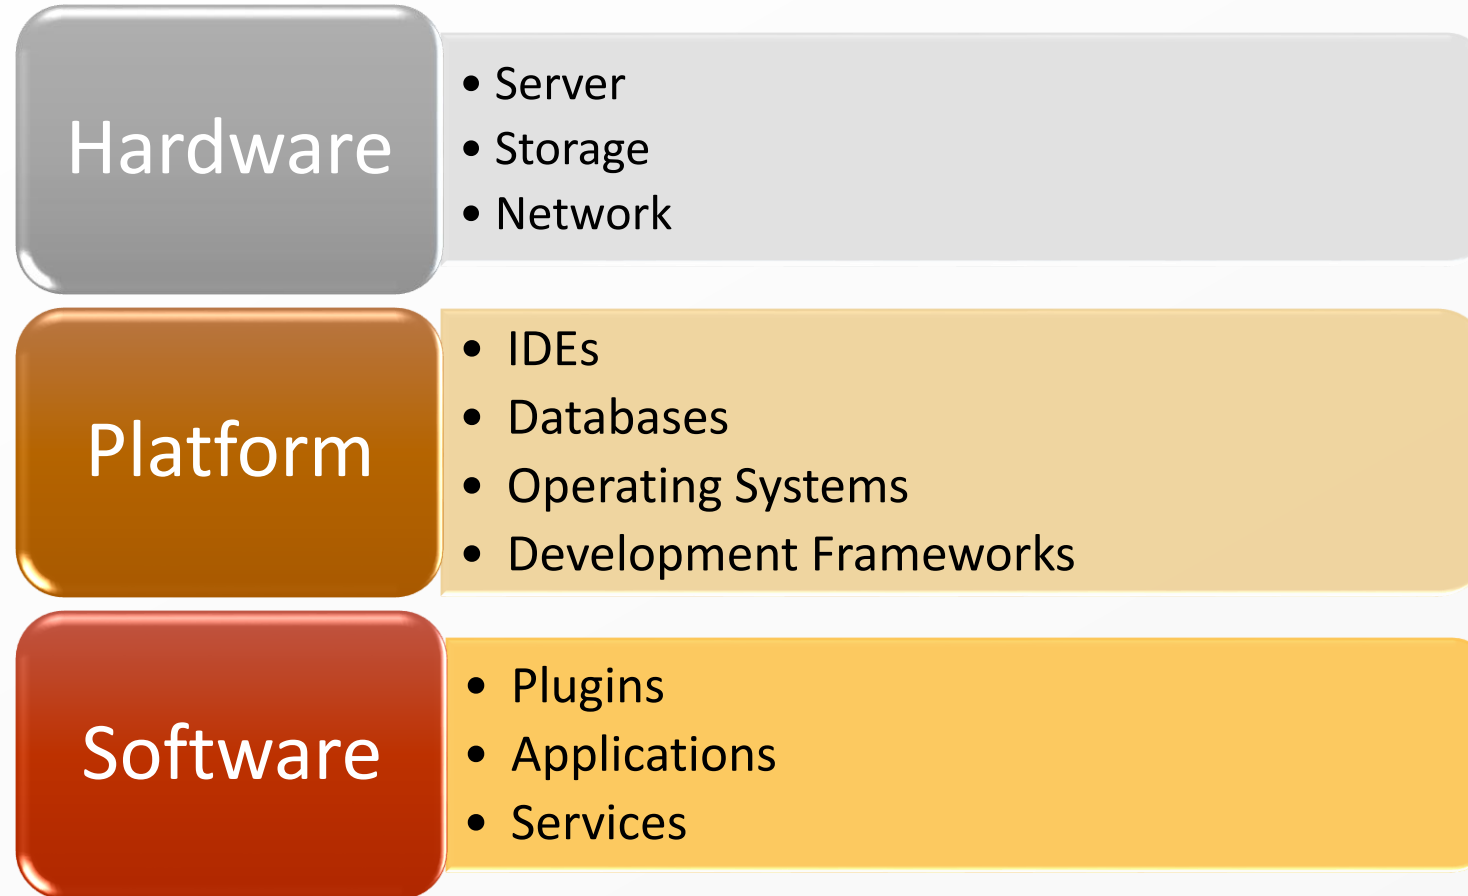 Hardware
• Server
• Storage
• Network
Platform
• IDEs
• Databases
• Operating Systems
• Development Frameworks
Software
• Plugins
• Applications
• Services